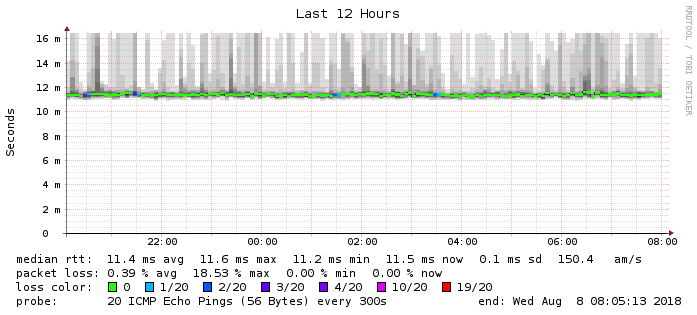 Last 12 Hours
RRDTOOL / TOBI OETIKER
Seconds
16 m
14 m
12 m
10 m
8 m
6 m
4 m
2 m
0
22:00 00:00 02:00 04:00 06:00 08:00
median rtt: 11.4 ms avg 11.6 ms max 11.2 ms min 11.5 ms now 0.1 ms sd 150.4 am/s
packet loss: 0.39 % avg 18.53 % max 0.00 % min 0.00 % now
loss color: 0 1/20 2/20 3/20 4/20 10/20 19/20
probe: 20 ICMP Echo Pings (56 Bytes) every 300s end: Wed Aug 8 08:05:13 2018